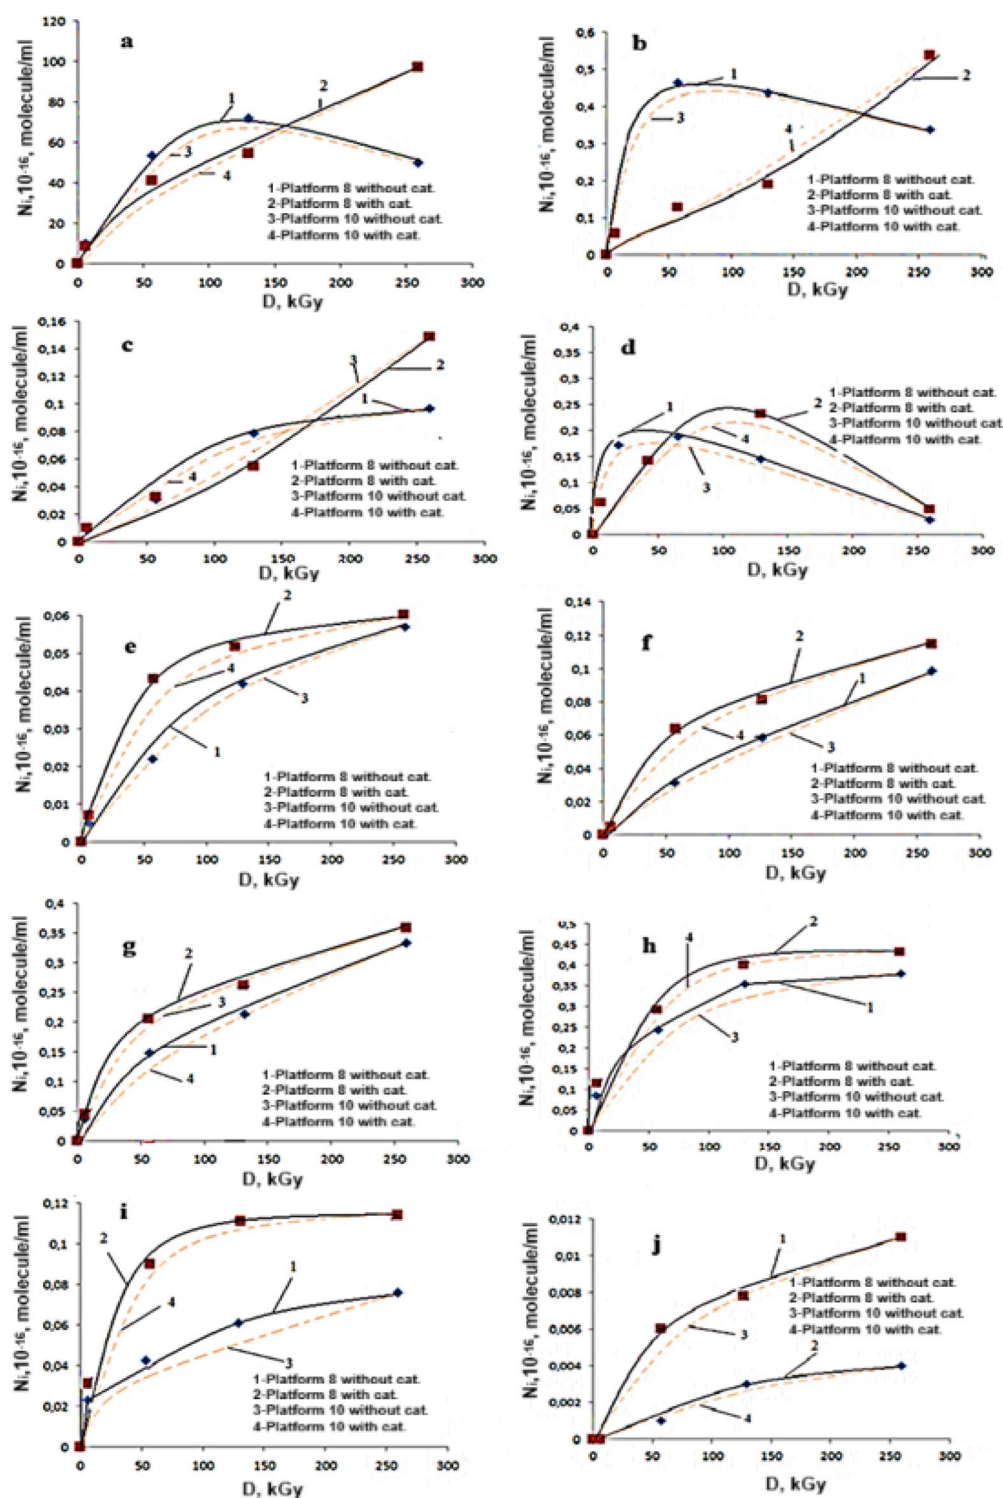 a
Ni,10-16, molecule/ml
120
100
80
60
40
20
0
1
2
3
4
1
1-Platform 8 without cat.
2-Platform 8 with cat.
3-Platform 10 without cat.
4-Platform 10 with cat.
0 50 100 150 200 250 300
D, kGy
b
Ni,10-16, molecule/ml
0,6
0,5
0,4
0,3
0,2
0,1
0
1
2
3
4
1-Platform 8 without cat.
2-Platform 8 with cat.
3-Platform 10 without cat.
4-Platform 10 with cat.
0 50 100 150 200 250 300
D, kGy
c
Ni,10-16, molecule/ml
0,16
0,14
0,12
0,1
0,08
0,06
0,04
0,02
0
3
2
1
4
1-Platform 8 without cat.
2-Platform 8 with cat.
3-Platform 10 without cat.
4-Platform 10 with cat.
0 50 100 150 200 250 300
D, kGy
d
Ni,10-16, molecule/ml
0,4
0,35
0,3
0,25
0,2
0,15
0,1
0,05
0
1
2
4
3
1-Platform 8 without cat.
2-Platform 8 with cat.
3-Platform 10 without cat.
4-Platform 10 with cat.
0 50 100 150 200 250 300
D, kGy
e
Ni,10-16, molecule/ml
0,06
0,05
0,04
0,03
0,02
0,01
0
2
4
3
1
1-Platform 8 without cat.
2-Platform 8 with cat.
3-Platform 10 without cat.
4-Platform 10 with cat.
0 50 100 150 200 250 300
D, kGy
f
Ni,10-16, molecule/ml
0,14
0,12
0,1
0,08
0,06
0,04
0,02
0
2
1
4
3
1-Platform 8 without cat.
2-Platform 8 with cat.
3-Platform 10 without cat.
4-Platform 10 with cat.
0 50 100 150 200 250 300
D, kGy
g
Ni,10-16, molecule/ml
0,4
0,35
0,3
0,25
0,2
0,15
0,1
0,05
0
2
3
1
4
1-Platform 8 without cat.
2-Platform 8 with cat.
3-Platform 10 without cat.
4-Platform 10 with cat.
0 50 100 150 200 250 300
D, kGy
h
Ni,10-16, molecule/ml
0,5
0,45
0,4
0,35
0,3
0,25
0,2
0,15
0,1
0,05
0
4
2
1
3
1-Platform 8 without cat.
2-Platform 8 with cat.
3-Platform 10 without cat.
4-Platform 10 with cat.
0 50 100 150 200 250 300
D, kGy
i
Ni,10-16, molecule/ml
0,12
0,1
0,08
0,06
0,04
0,02
0
2
1
4
3
1-Platform 8 without cat.
2-Platform 8 with cat.
3-Platform 10 without cat.
4-Platform 10 with cat.
0 50 100 150 200 250 300
D, kGy
j
Ni,10-16, molecule/ml
0,012
0,01
0,008
0,006
0,004
0,002
0
1
3
2
4
1-Platform 8 without cat.
2-Platform 8 with cat.
3-Platform 10 without cat.
4-Platform 10 with cat.
0 50 100 150 200 250 300
D, kGy